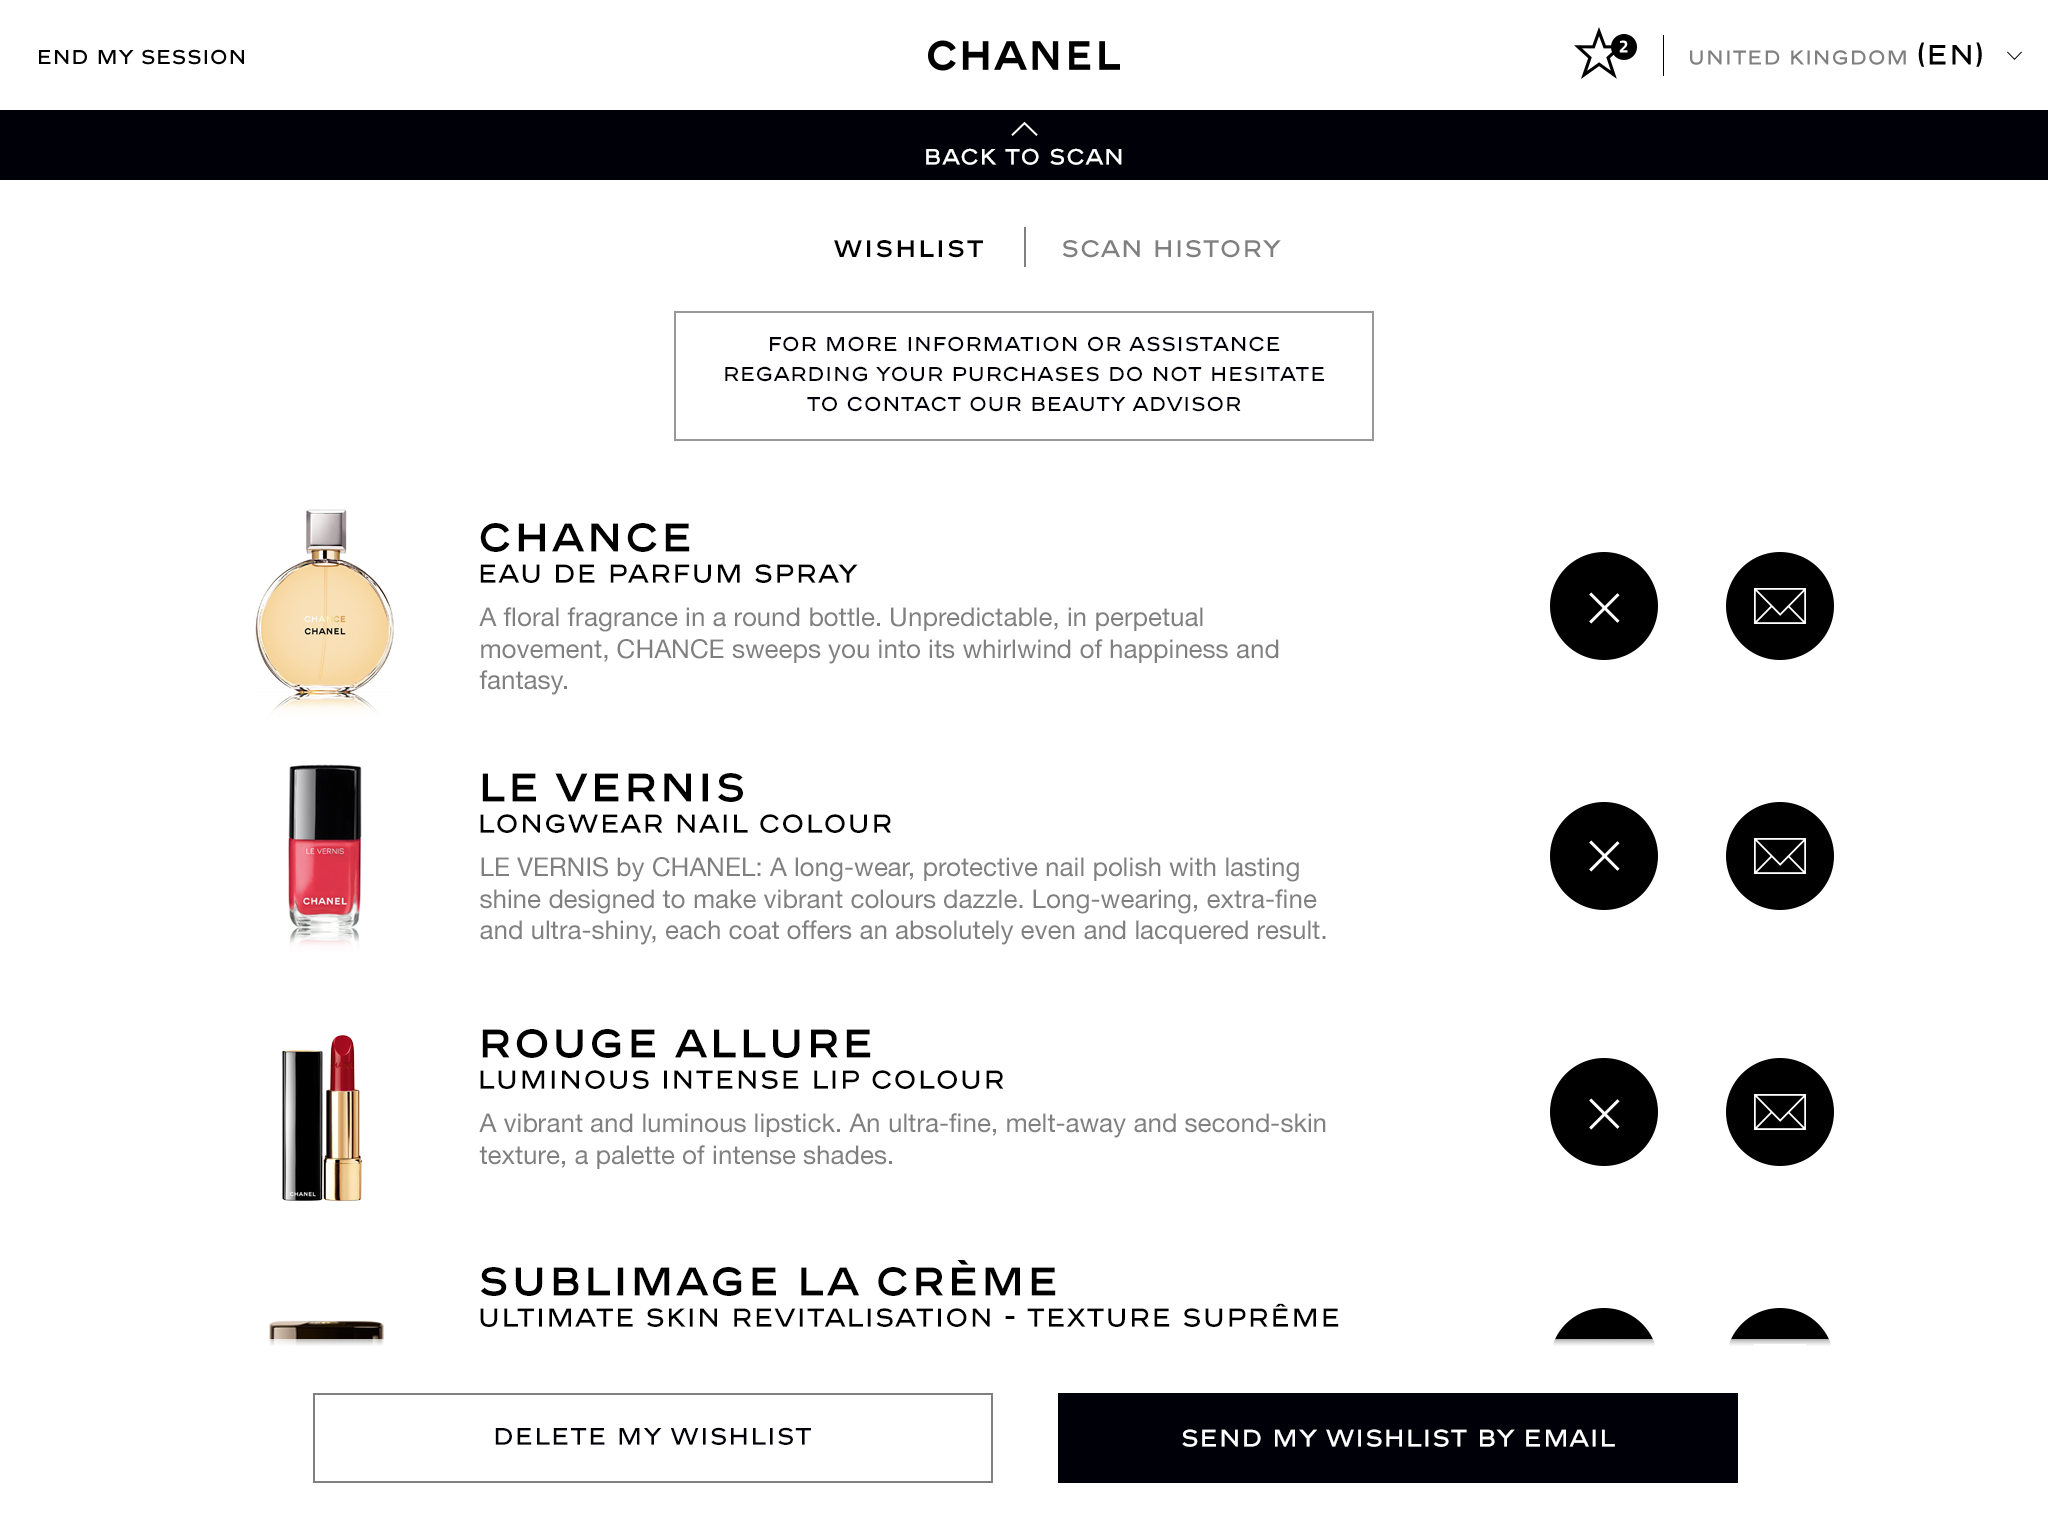 END MY SESSION
CHANEL
2
UNITED KINGDOM (EN)
BACK TO SCAN
WISHLIST
SCAN HISTORY
FOR MORE INFORMATION OR ASSISTANCE
REGARDING YOUR PURCHASES DO NOT HESITATE
TO CONTACT OUR BEAUTY ADVISOR
CHANCE
CHANEL
CHANCE
EAU DE PARFUM SPRAY
A floral fragrance in a round bottle. Unpredictable, in perpetual
movement, CHANCE sweeps you into its whirlwind of happiness and
fantasy.
LE VERNIS
CHANEL
LE VERNIS
LONGWEAR NAIL COLOUR
LE VERNIS by CHANEL: A long-wear, protective nail polish with lasting
shine designed to make vibrant colours dazzle. Long-wearing, extra-fine
and ultra-shiny, each coat offers an absolutely even and lacquered result.
CHANEL
ROUGE ALLURE
LUMINOUS INTENSE LIP COLOUR
A vibrant and luminous lipstick. An ultra-fine, melt-away and second-skin
texture, a palette of intense shades.
SUBLIMAGE LA CRÈME
ULTIMATE SKIN REVITALISATION - TEXTURE SUPRÊME
DELETE MY WISHLIST
SEND MY WISHLIST BY EMAIL